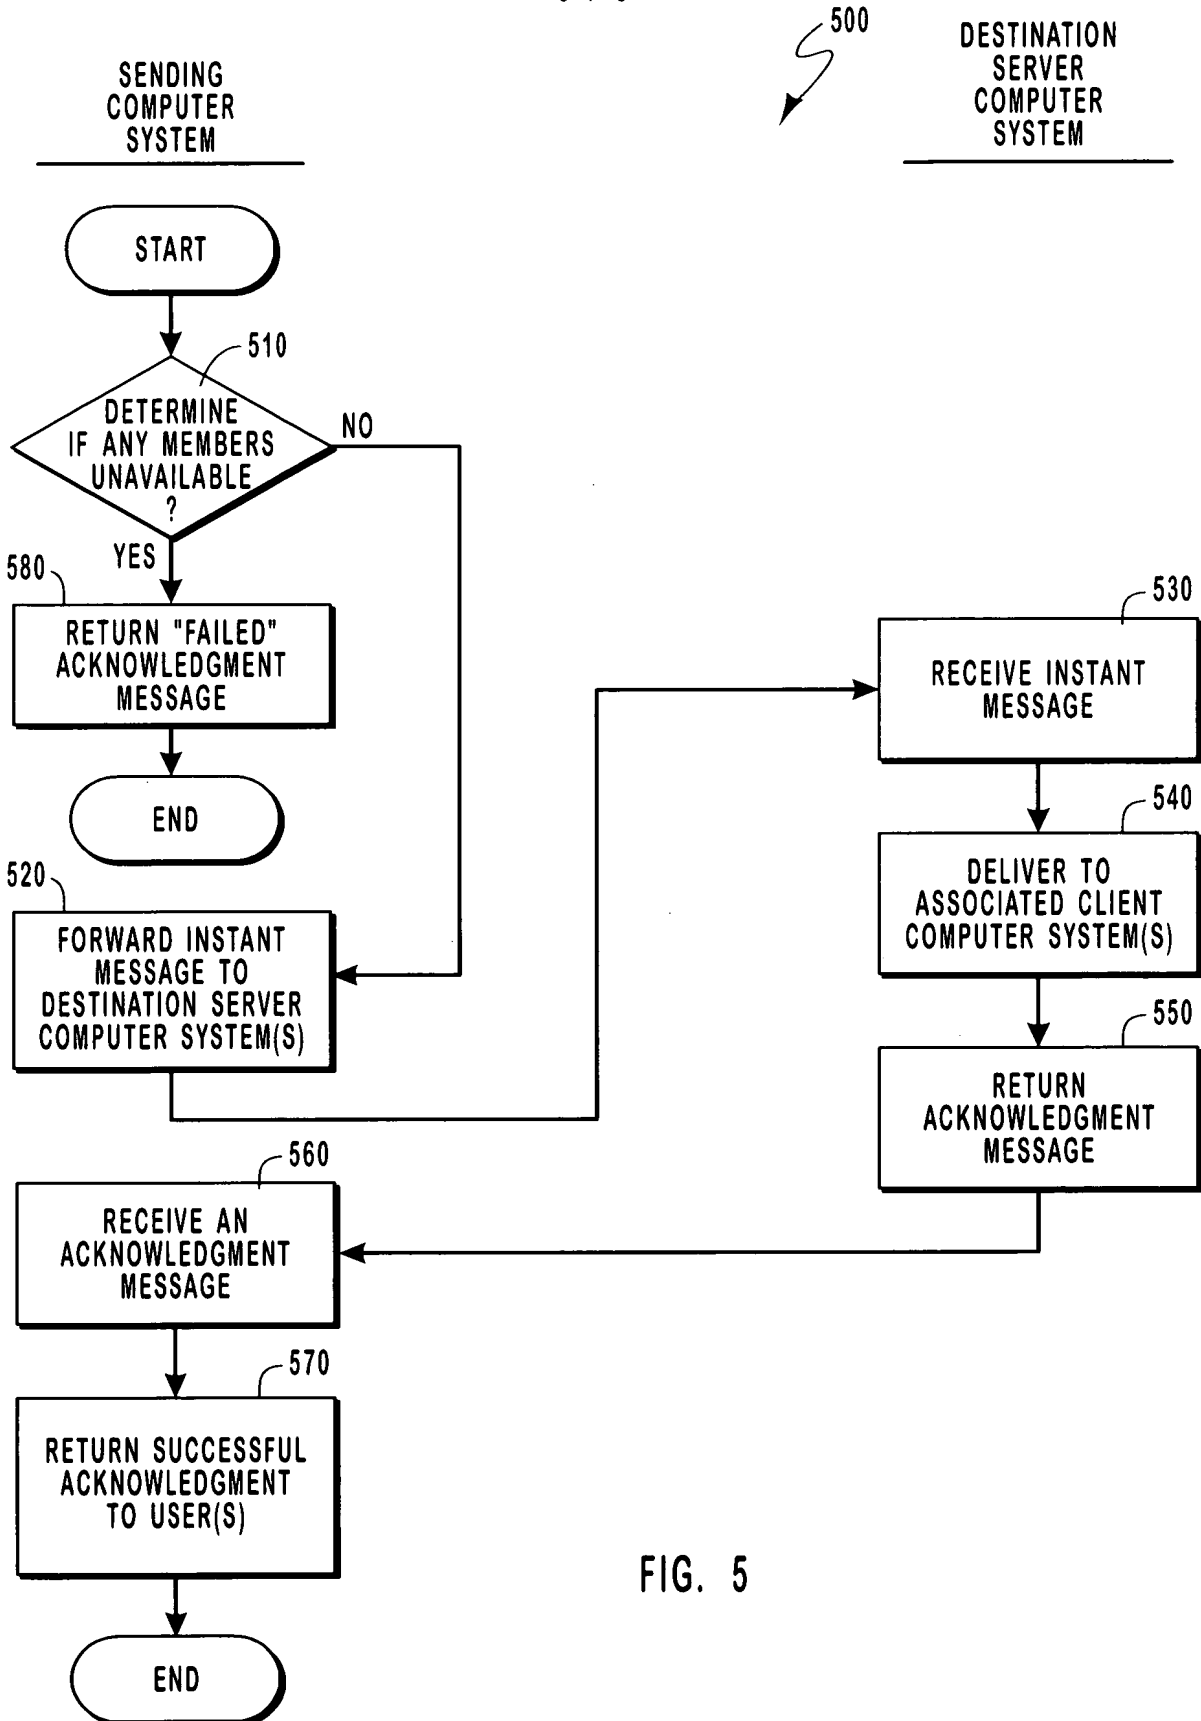 500
SENDING
COMPUTER
SYSTEM
DESTINATION
SERVER
COMPUTER
SYSTEM
START
510
DETERMINE
IF ANY MEMBERS
UNAVAILABLE
?
NO
YES
580
RETURN "FAILED"
ACKNOWLEDGMENT
MESSAGE
END
520
FORWARD INSTANT
MESSAGE TO
DESTINATION SERVER
COMPUTER SYSTEM(S)
530
RECEIVE INSTANT
MESSAGE
540
DELIVER TO
ASSOCIATED CLIENT
COMPUTER SYSTEM(S)
550
RETURN
ACKNOWLEDGMENT
MESSAGE
560
RECEIVE AN
ACKNOWLEDGMENT
MESSAGE
570
RETURN SUCCESSFUL
ACKNOWLEDGMENT
TO USER(S)
END
FIG. 5